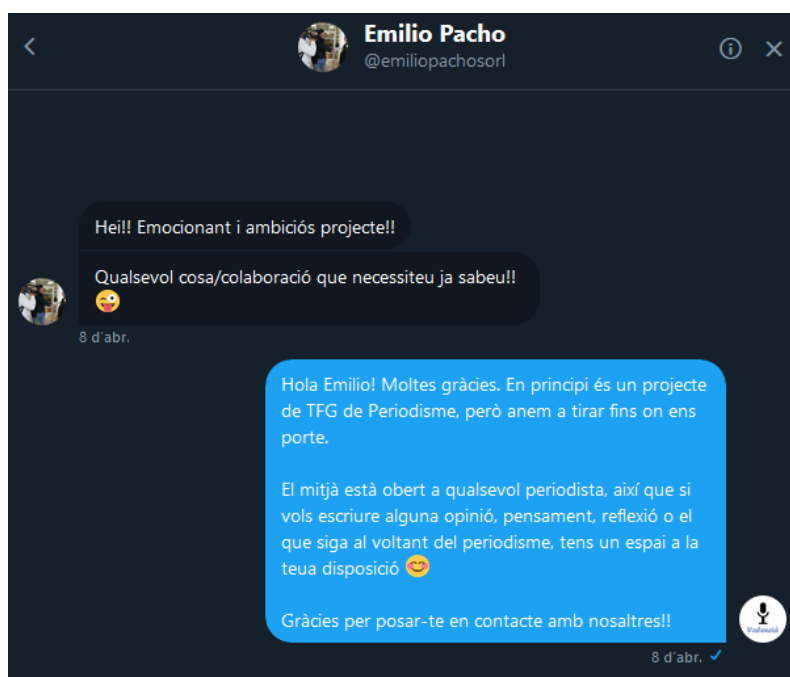 Emilio Pacho
@emiliopachosorl
Hei!! Emocionant i ambiciós projecte!!
Qualsevol cosa/colaboració que necessiteu ja sabeu!!
😜
8 d'abr.
Hola Emilio! Moltes gràcies. En principi és un projecte
de TFG de Periodisme, però anem a tirar fins on ens
porte.
El mitjà està obert a qualsevol periodista, així que si
vols escriure alguna opinió, pensament, reflexió o el
que siga al voltant del periodisme, tens un espai a la
teua disposició 😊
Gràcies per posar-te en contacte amb nosaltres!!
8 d'abr.